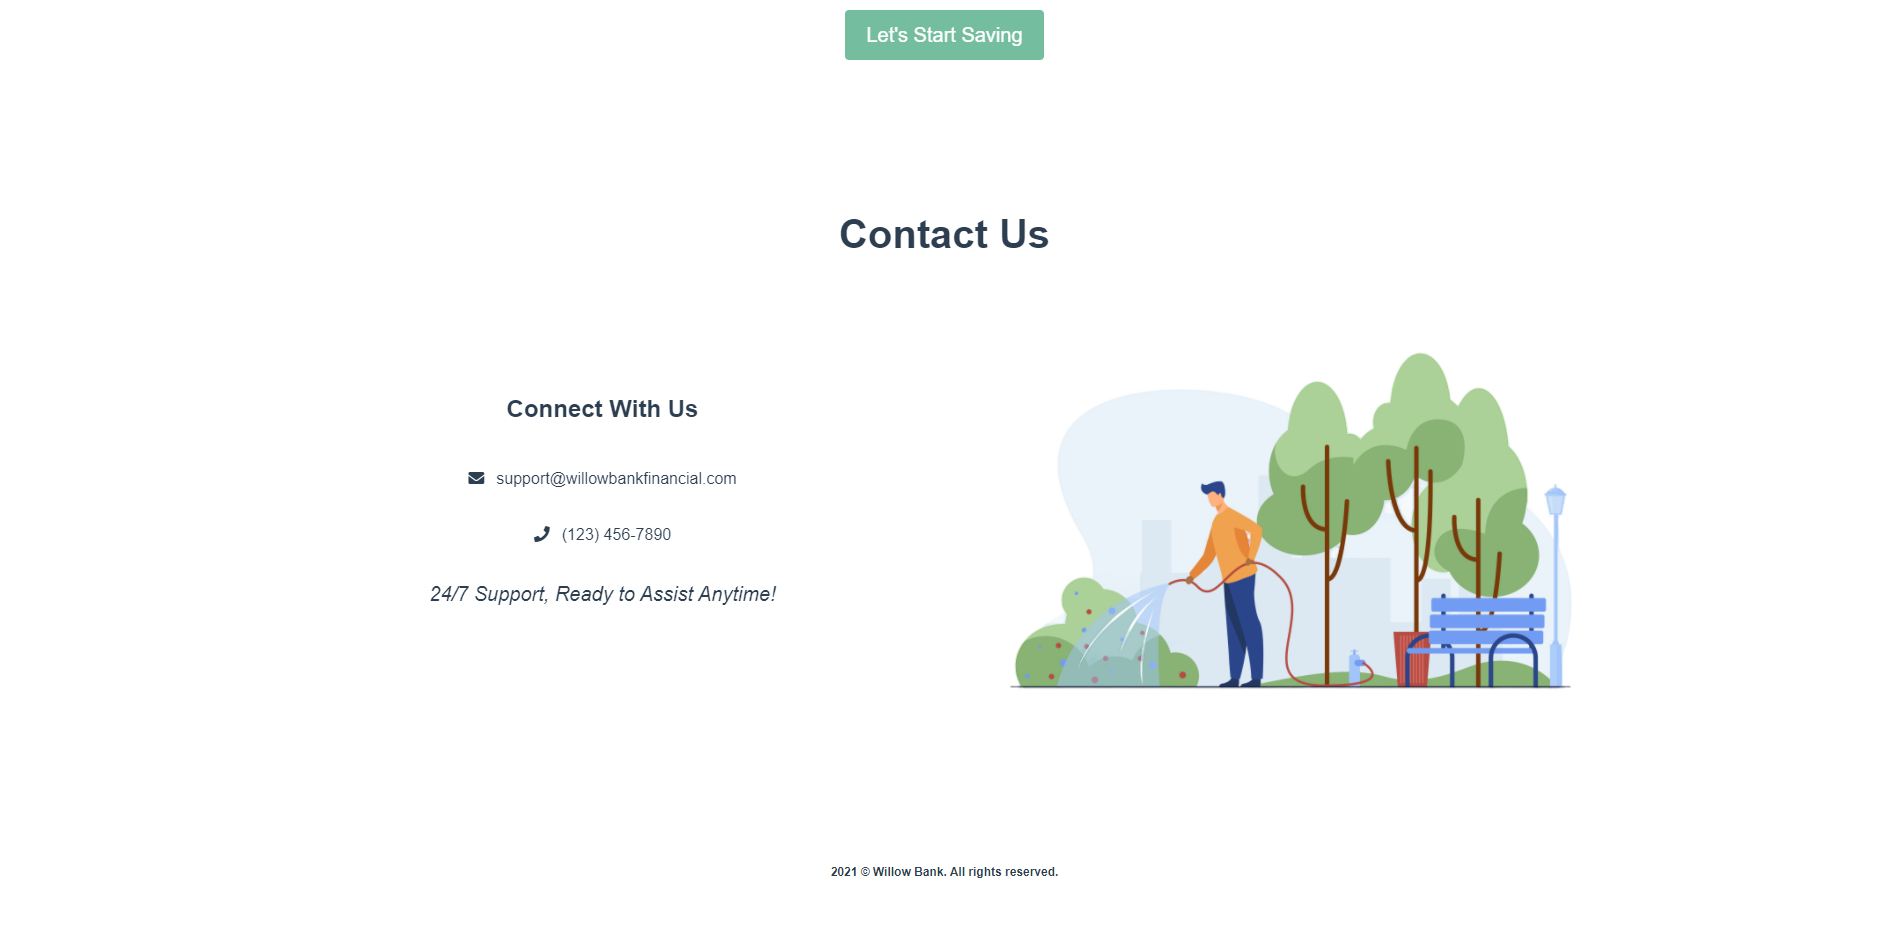 Let's Start Saving
Contact Us
Connect With Us
support@willowbankfinancial.com
(123) 456-7890
24/7 Support, Ready to Assist Anytime!
2021 © Willow Bank. All rights reserved.